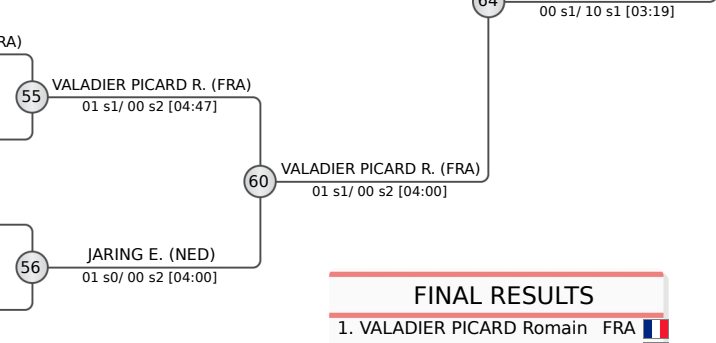 64
00 s1/ 10 s1 [03:19]
RA)
55
VALADIER PICARD R. (FRA)
01 s1/ 00 s2 [04:47]
60
VALADIER PICARD R. (FRA)
01 s1/ 00 s2 [04:00]
56
JARING E. (NED)
01 s0/ 00 s2 [04:00]
FINAL RESULTS
1. VALADIER PICARD Romain FRA